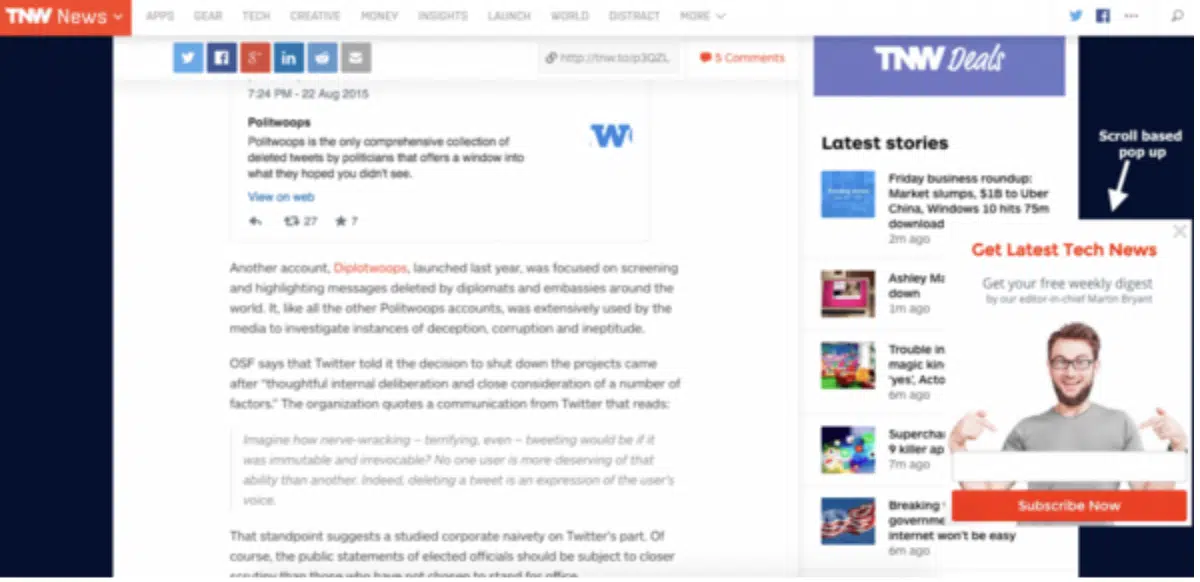 TNW News
APPS GEAR TECH CREATIVE MONEY INSIGHTS LAUNCH WORLD DISTRACT MORE
http://tnw.to/p3QZL
5 Comments
7:24 PM - 22 Aug 2015
Politwoops
Politwoops is the only comprehensive collection of
deleted tweets by politicians that offers a window into
what they hoped you didn't see.
View on web
27 7
Another account, Diplotwoops, launched last year, was focused on screening
and highlighting messages deleted by diplomats and embassies around the
world. It, like all the other Politwoops accounts, was extensively used by the
media to investigate instances of deception, corruption and ineptitude.
OSF says that Twitter told it the decision to shut down the projects came
after “thoughtful internal deliberation and close consideration of a number of
factors.” The organization quotes a communication from Twitter that reads:
Imagine how nerve-wracking – terrifying, even – tweeting would be if it
was immutable and irrevocable? No one user is more deserving of that
ability than another. Indeed, deleting a tweet is an expression of the user's
voice.
That standpoint suggests a studied corporate naivety on Twitter's part. Of
course, the public statements of elected officials should be subject to closer
scrutiny than those who have not chosen to stand for office.
TNW Deals
Latest stories
Friday business roundup:
Market slumps, $1B to Uber
China, Windows 10 hits 75m
download
2m ago
Ashley Ma
down
1m ago
Trouble in
magic kin
'yes', Acto
6m ago
Supercha
9 killer ap
7m ago
Breaking
governme
internet won't be easy
6m ago
Scroll based
pop up
Get Latest Tech News
Get your free weekly digest
by our editor-in-chief Martin Bryant
Subscribe Now